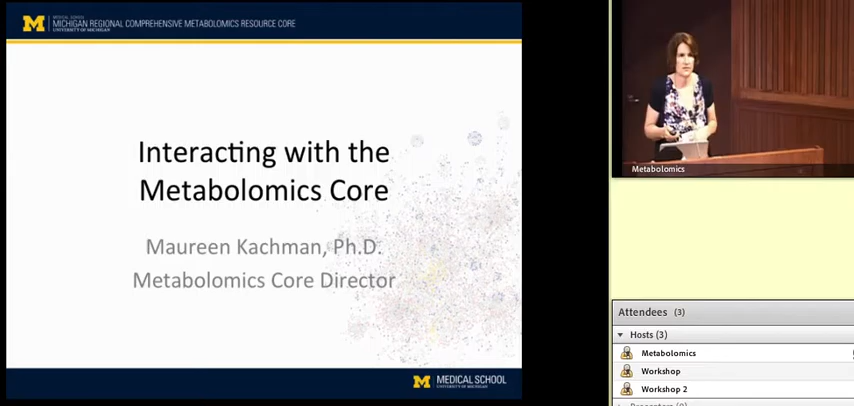 M
MEDICAL SCHOOL
MICHIGAN REGIONAL COMPREHENSIVE METABOLOMICS RESOURCE CORE
UNIVERSITY OF MICHIGAN
Interacting with the
Metabolomics Core
Maureen Kachman, Ph.D.
Metabolomics Core Director
M MEDICAL SCHOOL
UNIVERSITY OF MICHIGAN
Metabolomics
Attendees (3)
Hosts (3)
Metabolomics
Workshop
Workshop 2